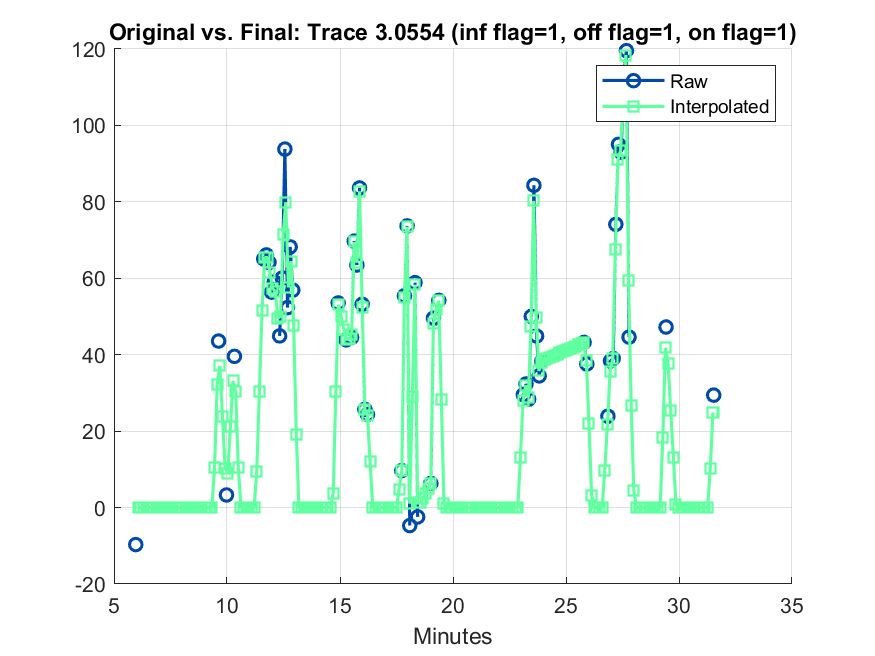 Original vs. Final: Trace 3.0554 (inf flag=1, off flag=1, on flag=1)
120
100
80
60
40
20
0
-20
Raw
Interpolated
5 10 15 20 25 30 35
Minutes